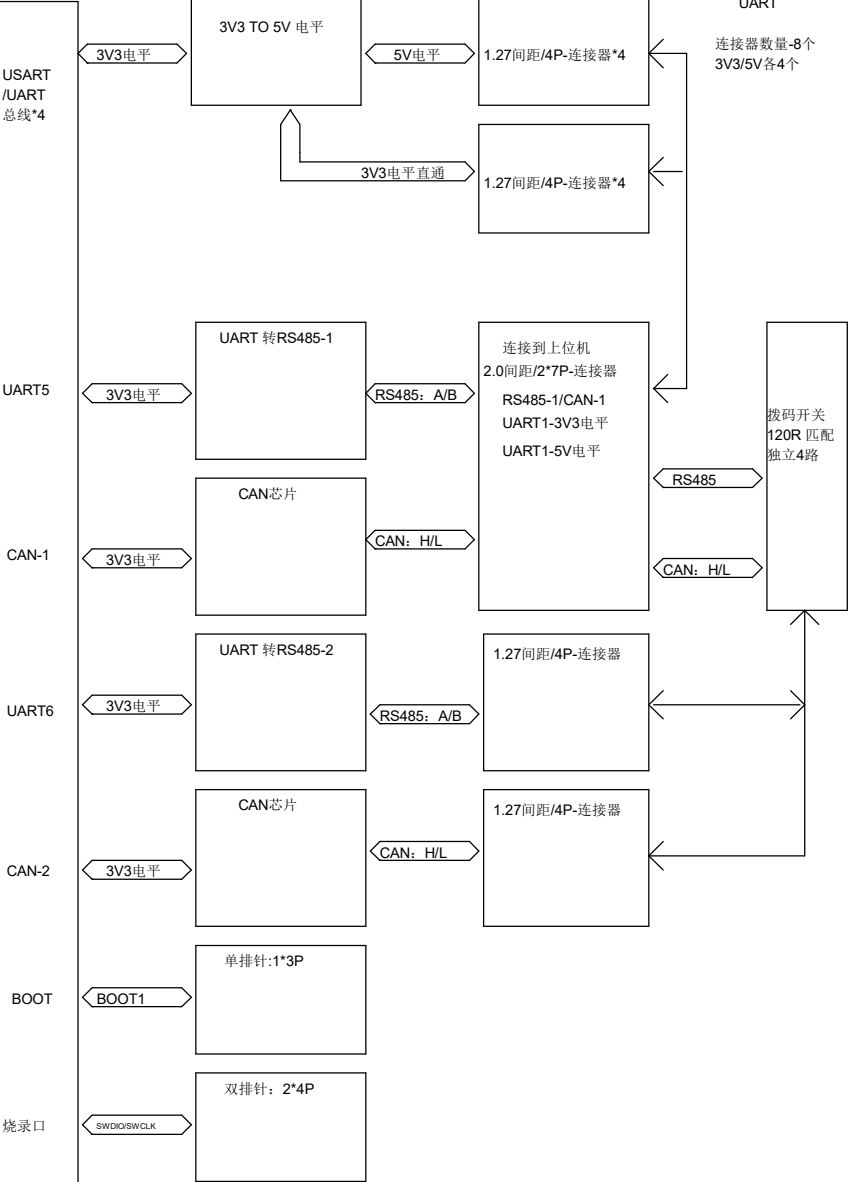 UART
3V3 TO 5V 电平
连接器数量-8个
3V3/5V各4个
USART
/UART
总线*4
3V3电平
5V电平
1.27间距/4P-连接器*4
3V3电平直通
1.27间距/4P-连接器*4
UART5
3V3电平
UART 转RS485-1
RS485：A/B
连接到上位机
2.0间距/2*7P-连接器
RS485-1/CAN-1
UART1-3V3电平
UART1-5V电平
RS485
拨码开关
120R 匹配
独立4路
CAN-1
3V3电平
CAN芯片
CAN：H/L
CAN：H/L
UART6
3V3电平
UART 转RS485-2
RS485：A/B
1.27间距/4P-连接器
CAN-2
3V3电平
CAN芯片
CAN：H/L
1.27间距/4P-连接器
BOOT
BOOT1
单排针:1*3P
烧录口
SWDIO/SWCLK
双排针：2*4P